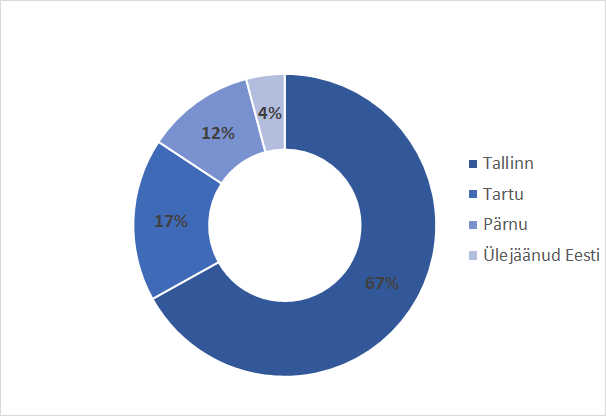 4%
12%
17%
67%
Tallinn
Tartu
Pärnu
Ülejäänud Eesti